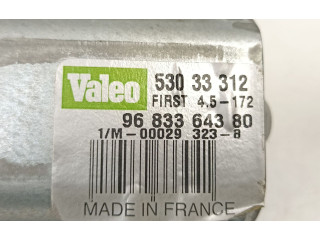 Valeo
530 33 312
FIRST 4.5-172
96 833 643 80
1/M-00029 323-8
MADE IN FRANCE